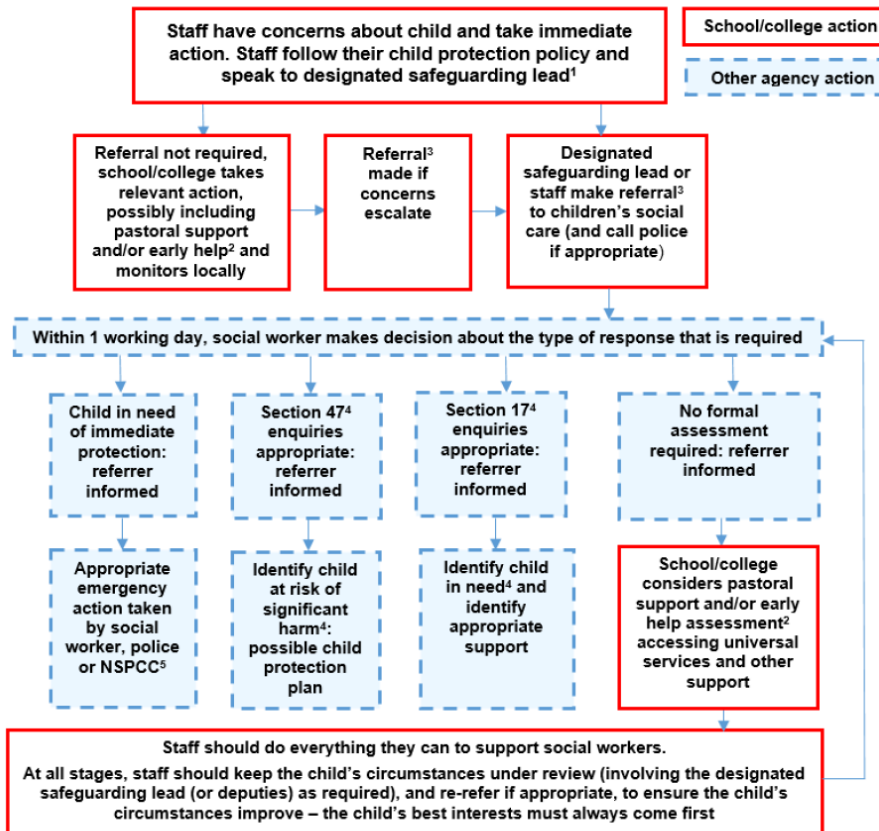 Staff have concerns about child and take immediate
action. Staff follow their child protection policy and
speak to designated safeguarding lead¹
School/college action
Other agency action
Referral not required,
school/college takes
relevant action,
possibly including
pastoral support
and/or early help² and
monitors locally
Referral³
made if
concerns
escalate
Designated
safeguarding lead or
staff make referral³
to children’s social
care (and call police
if appropriate)
Within 1 working day, social worker makes decision about the type of response that is required
Child in need
of immediate
protection:
referrer
informed
Section 47⁴
enquiries
appropriate:
referrer
informed
Section 17⁴
enquiries
appropriate:
referrer
informed
No formal
assessment
required: referrer
informed
Appropriate
emergency
action taken
by social
worker, police
or NSPCC⁵
Identify child
at risk of
significant
harm⁴:
possible child
protection
plan
Identify child
in need⁴ and
identify
appropriate
support
School/college
considers pastoral
support and/or early
help assessment²
accessing universal
services and other
support
Staff should do everything they can to support social workers.
At all stages, staff should keep the child’s circumstances under review (involving the designated
safeguarding lead (or deputies) as required), and re-refer if appropriate, to ensure the child’s
circumstances improve – the child’s best interests must always come first